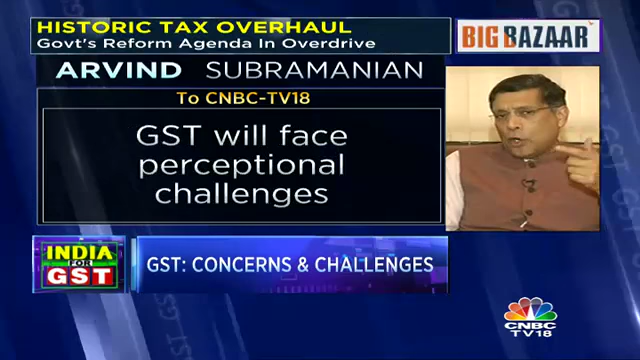 HISTORIC TAX OVERHAUL
Govt's Reform Agenda In Overdrive
BIG BAZAAR
ARVIND SUBRAMANIAN
To CNBC-TV18
GST will face
perceptional
challenges
INDIA
FOR
GST
GST: CONCERNS & CHALLENGES
CNBC
TV18